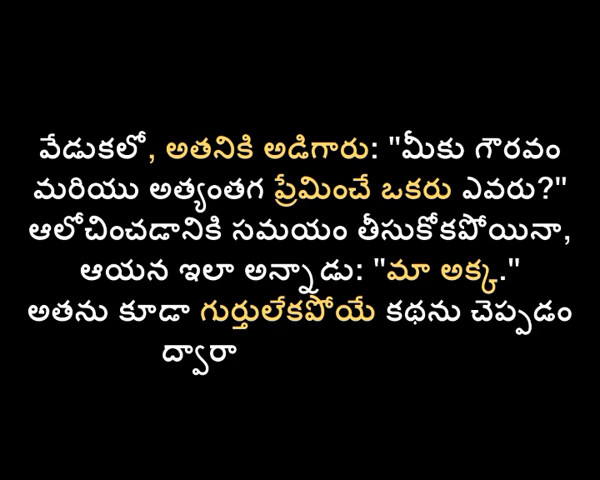 వేడుకలో, అతనికి అడిగారు: "మీకు గౌరవం
మరియు అత్యంతగ ప్రేమించే ఒకరు ఎవరు?"
ఆలోచించడానికి సమయం తీసుకోకపోయినా,
ఆయన ఇలా అన్నాడు: "మా అక్క."
అతను కూడా గుర్తులేకపోయే కథను చెప్పడం
ద్వారా